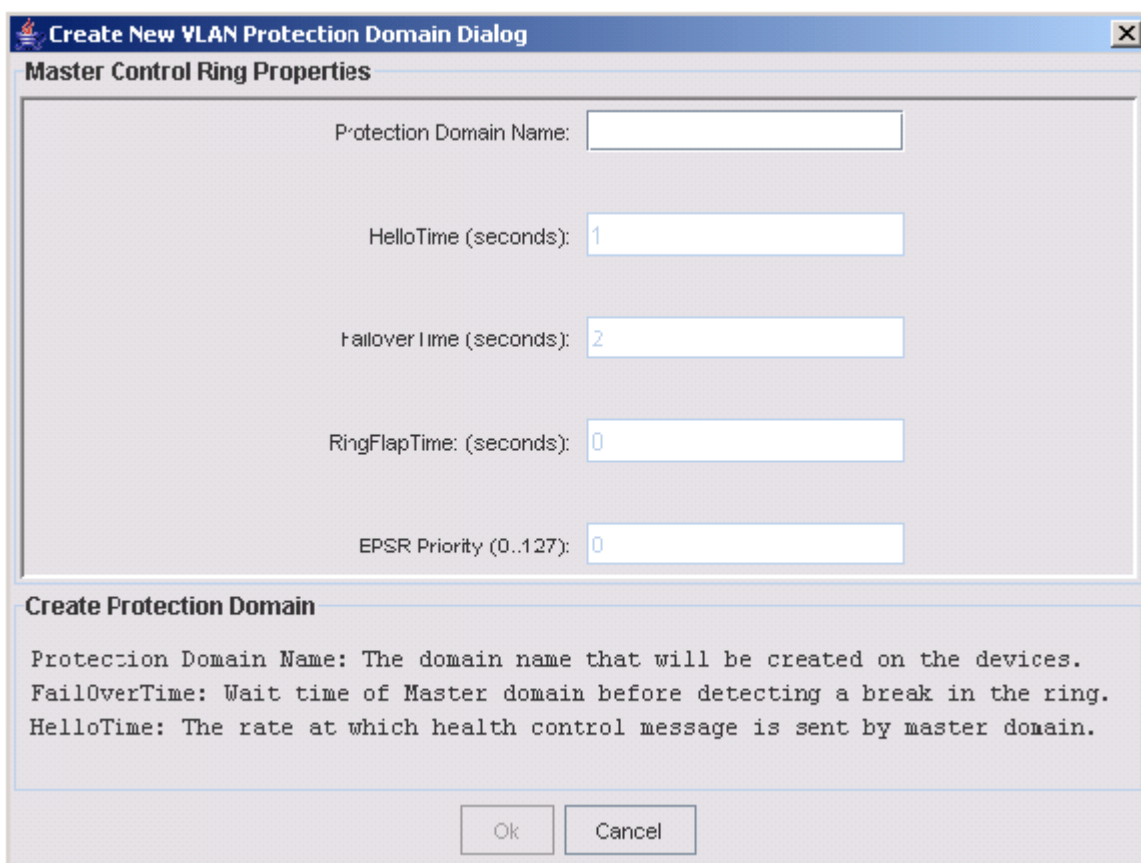 Create New VLAN Protection Domain Dialog
Master Control Ring Properties
Protection Domain Name:
HelloTime (seconds): 1
FailoverTime (seconds): 2
RingFlapTime: (seconds): 0
EPSR Priority (0..127): 0
Create Protection Domain
Protection Domain Name: The domain name that will be created on the devices.
FailOverTime: Wait time of Master domain before detecting a break in the ring.
HelloTime: The rate at which health control message is sent by master domain.
Ok Cancel